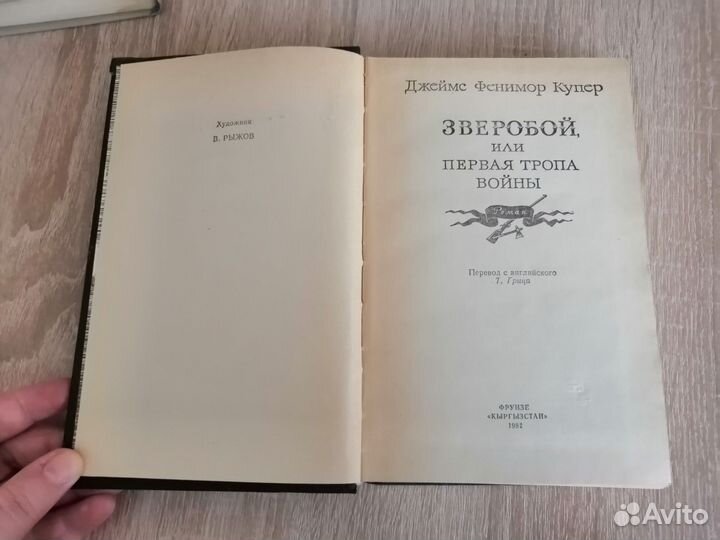 Художник
В. РЫЖОВ
Джеймс Фенимор Купер
ЗВЕРОБОЙ,
ИЛИ
ПЕРВАЯ ТРОПА
ВОЙНЫ
Роман
Перевод с английского
Т. Грица
ФРУНЗЕ
«КЫРГЫЗСТАН»
1982
Avito